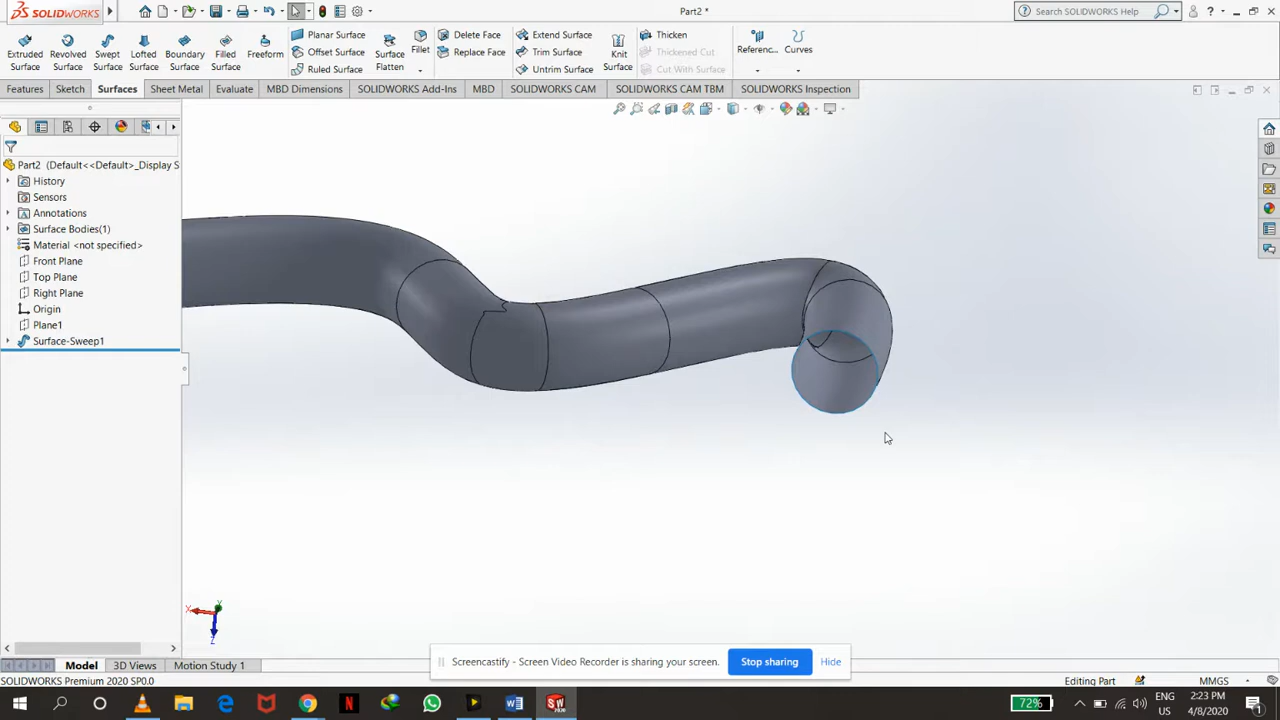 SOLIDWORKS
Part2 *
Search SOLIDWORKS Help
Extruded Surface
Revolved Surface
Swept Surface
Lofted Surface
Boundary Surface
Filled Surface
Freeform
Planar Surface
Offset Surface
Ruled Surface
Surface Flatten
Fillet
Delete Face
Replace Face
Extend Surface
Trim Surface
Untrim Surface
Knit Surface
Thicken
Thickened Cut
Cut With Surface
Referenc...
Curves
Features
Sketch
Surfaces
Sheet Metal
Evaluate
MBD Dimensions
SOLIDWORKS Add-Ins
MBD
SOLIDWORKS CAM
SOLIDWORKS CAM TBM
SOLIDWORKS Inspection
Part2 (Default<<Default>_Display S
History
Sensors
Annotations
Surface Bodies(1)
Material <not specified>
Front Plane
Top Plane
Right Plane
Origin
Plane1
Surface-Sweep1
X
Y
Z
Screencastify - Screen Video Recorder is sharing your screen.
Stop sharing
Hide
Model
3D Views
Motion Study 1
SOLIDWORKS Premium 2020 SP0.0
Editing Part
MMGS
72%
ENG
US
2:23 PM
4/8/2020